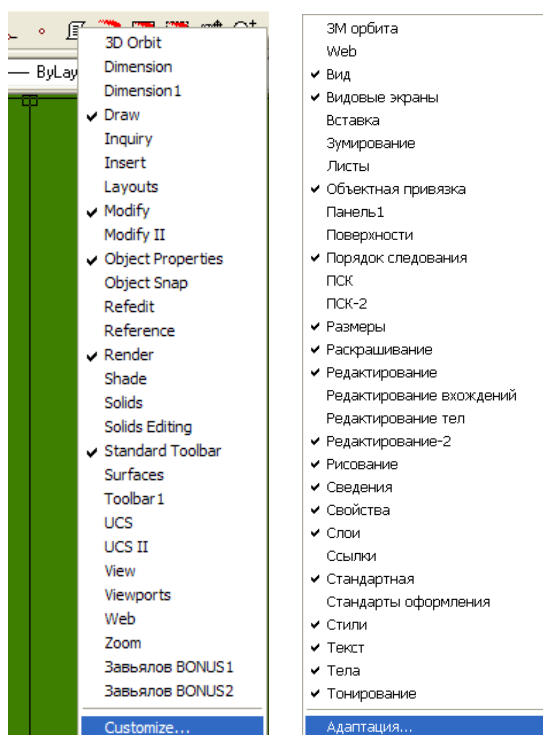 ByLay
3D Orbit
Dimension
Dimension1
Draw
Inquiry
Insert
Layouts
Modify
Modify II
Object Properties
Object Snap
Refedit
Reference
Render
Shade
Solids
Solids Editing
Standard Toolbar
Surfaces
Toolbar1
UCS
UCS II
View
Viewports
Web
Zoom
Завьялов BONUS1
Завьялов BONUS2
Customize...
3М орбита
Web
Вид
Видовые экраны
Вставка
Зумирование
Листы
Объектная привязка
Панель1
Поверхности
Порядок следования
ПСК
ПСК-2
Размеры
Раскрашивание
Редактирование
Редактирование вхождений
Редактирование тел
Редактирование-2
Рисование
Сведения
Свойства
Слои
Ссылки
Стандартная
Стандарты оформления
Стили
Текст
Тела
Тонирование
Адаптация...